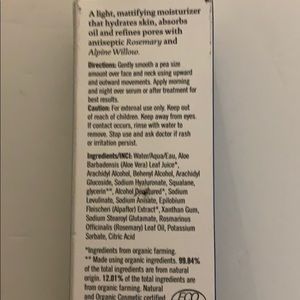 A light, mattifying moisturizer
that hydrates skin, absorbs
oil and refines pores with
antiseptic Rosemary and
Alpine Willow.
Directions: Gently smooth a pea size
amount over face and neck using upward
and outward movements. Apply morning
and night over serum or after treatment for
best results.
Caution: For external use only. Keep out
of reach of children. Keep away from eyes.
If contact occurs, rinse with water to
remove. Stop use and ask doctor if rash
or irritation persist.
Ingredients/INCI: Water/Aqua/Eau, Aloe
Barbadensis (Aloe Vera) Leaf Juice*,
Arachidyl Alcohol, Behenyl Alcohol, Arachidyl
Glucoside, Sodium Hyaluronate, Squalane,
glycerin**, Alcohol Denatured*, Sodium
Levulinate, Sodium Anisate, Epilobium
Fleischeri (Alpaflor) Extract*, Xanthan Gum,
Sodium Stearoyl Glutamate, Rosmarinus
Officinalis (Rosemary) Leaf Oil, Potassium
Sorbate, Citric Acid
*Ingredients from organic farming.
** Made using organic ingredients. 99.84%
of the total ingredients are from natural
origin. 12.01% of the total ingredients
are from organic farming. Natural
and Organic Cosmetic certified
ECO